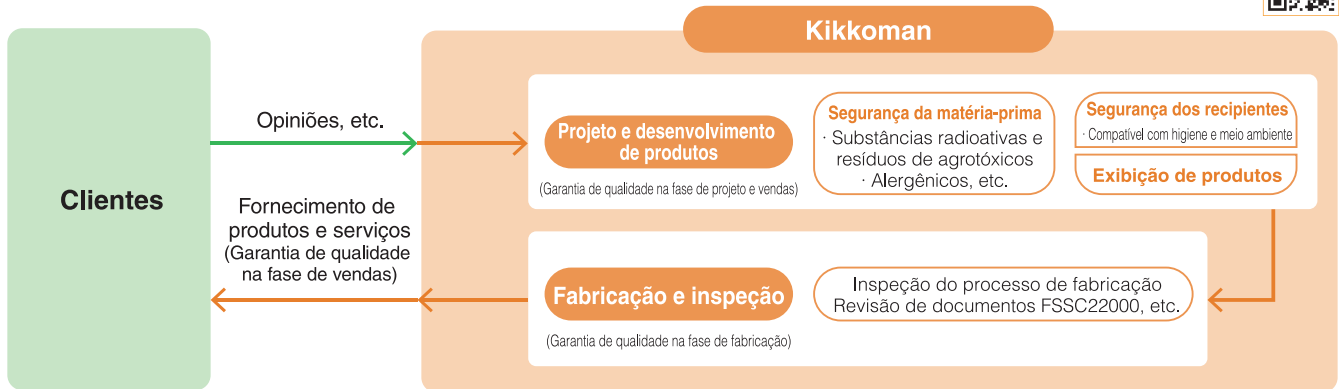 Kikkoman
Clientes
Opiniões, etc.
Fornecimento de
produtos e serviços
(Garantia de qualidade
na fase de vendas)
Projeto e desenvolvimento
de produtos
(Garantia de qualidade na fase de projeto e vendas)
Segurança da matéria-prima
· Substâncias radioativas e
resíduos de agrotóxicos
· Alergênicos, etc.
Segurança dos recipientes
· Compatível com higiene e meio ambiente
Exibição de produtos
Fabricação e inspeção
(Garantia de qualidade na fase de fabricação)
Inspeção do processo de fabricação
Revisão de documentos FSSC22000, etc.